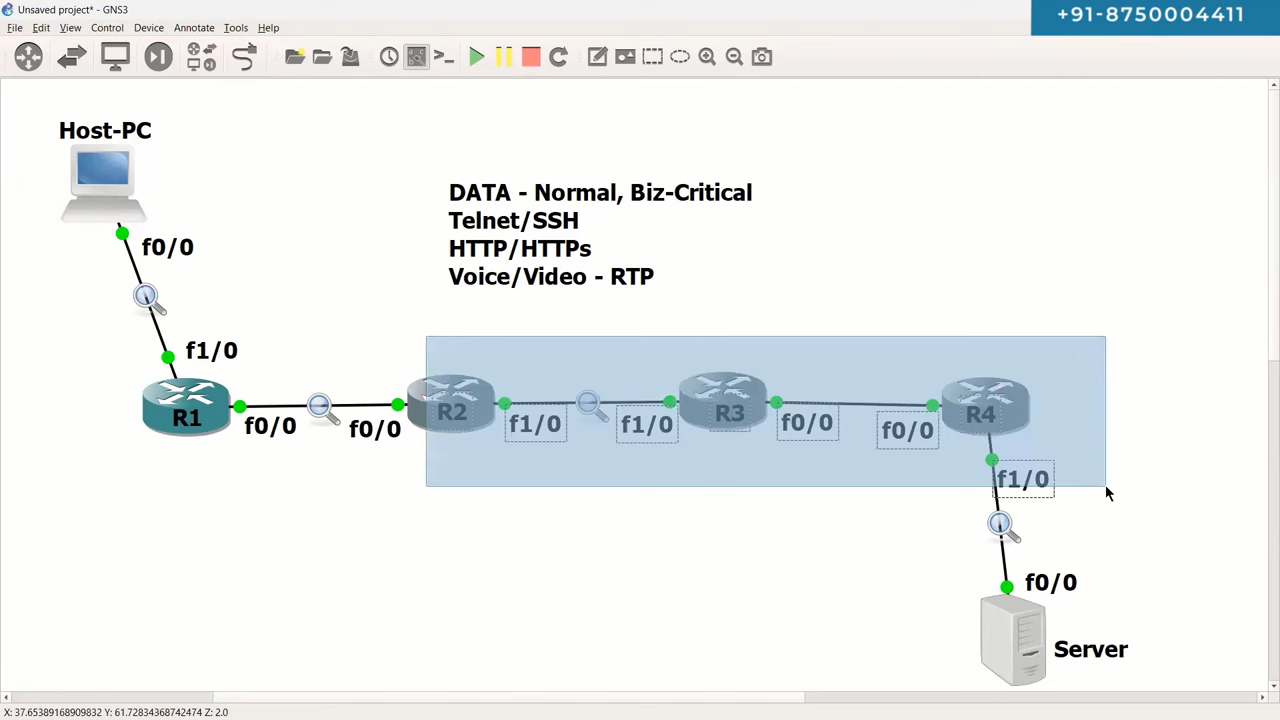 Unsaved project* - GNS3
+91-8750004411
File Edit View Control Device Annotate Tools Help
Host-PC
DATA - Normal, Biz-Critical
Telnet/SSH
HTTP/HTTPs
Voice/Video - RTP
f0/0
f1/0
R1
f0/0
f0/0
R2
f1/0
f1/0
R3
f0/0
f0/0
R4
f1/0
f0/0
Server
X: 37.65389168909832 Y: 61.72834368742474 Z: 2.0